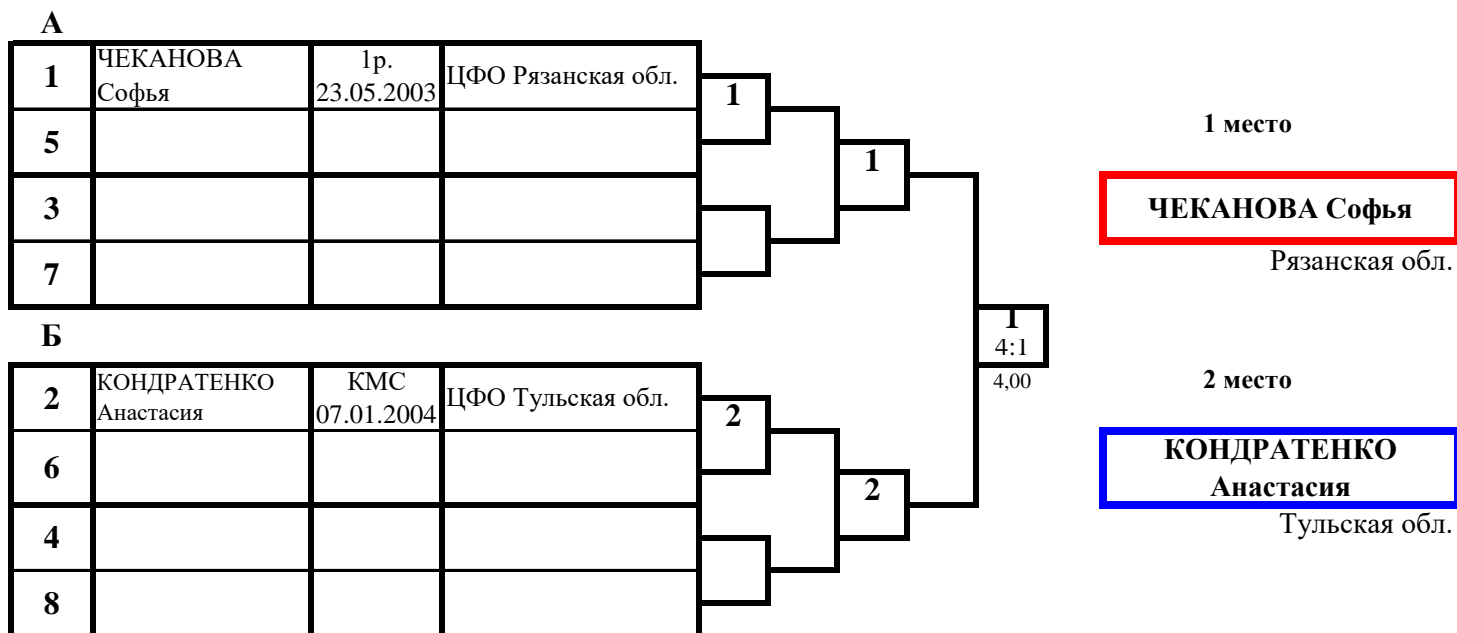 А
1 ЧЕКАНОВА Софья 1р. 23.05.2003 ЦФО Рязанская обл.
1
5
1 место
1
3
ЧЕКАНОВА Софья
Рязанская обл.
7
1
4:1
4,00
Б
2 КОНДРАТЕНКО Анастасия КМС 07.01.2004 ЦФО Тульская обл.
2
2 место
6
2
КОНДРАТЕНКО
Анастасия
Тульская обл.
4
8